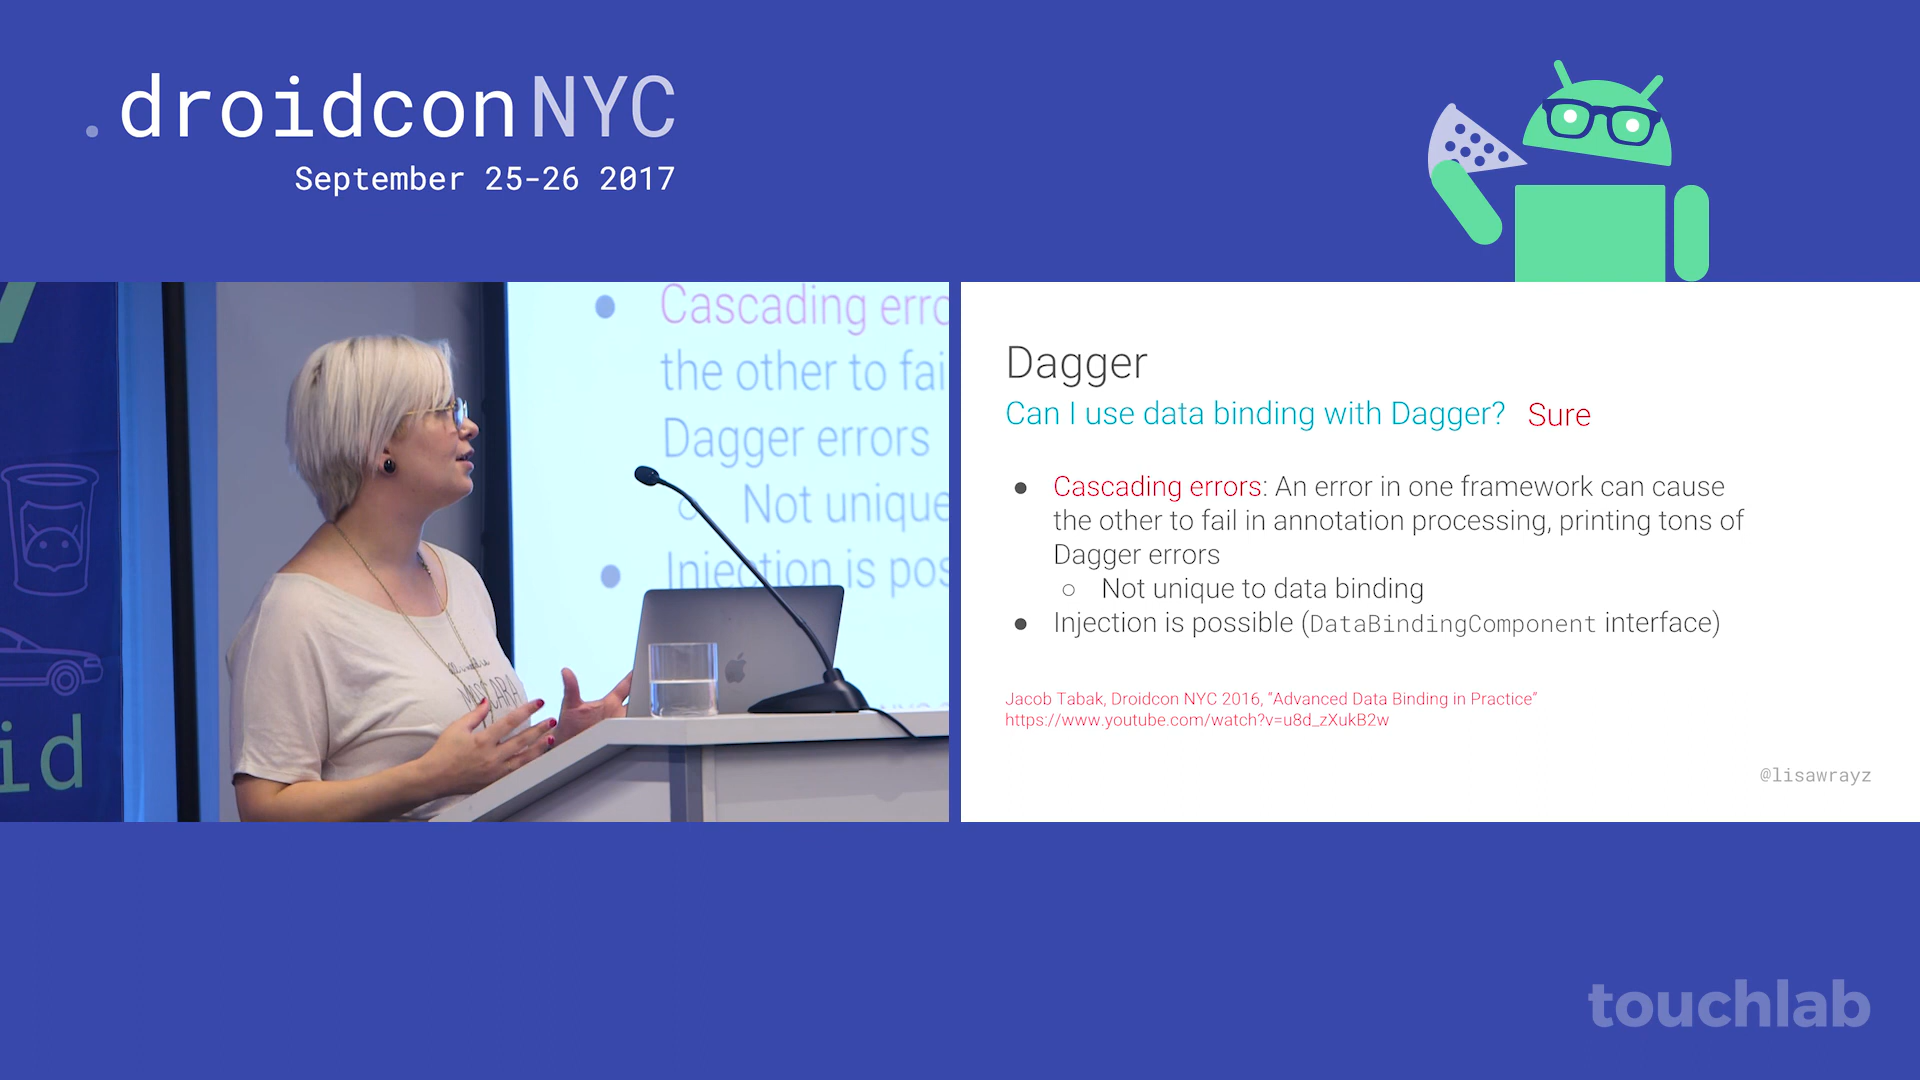 .droidcon NYC
September 25-26 2017
Cascading erro
the other to fai
Dagger errors
○ Not unique
Injection is pos
id
MASCARA
Dagger
Can I use data binding with Dagger? Sure
● Cascading errors: An error in one framework can cause
the other to fail in annotation processing, printing tons of
Dagger errors
○ Not unique to data binding
● Injection is possible (DataBindingComponent interface)
Jacob Tabak, Droidcon NYC 2016, "Advanced Data Binding in Practice"
https://www.youtube.com/watch?v=u8d_zXukB2w
@lisawrayz
touchlab